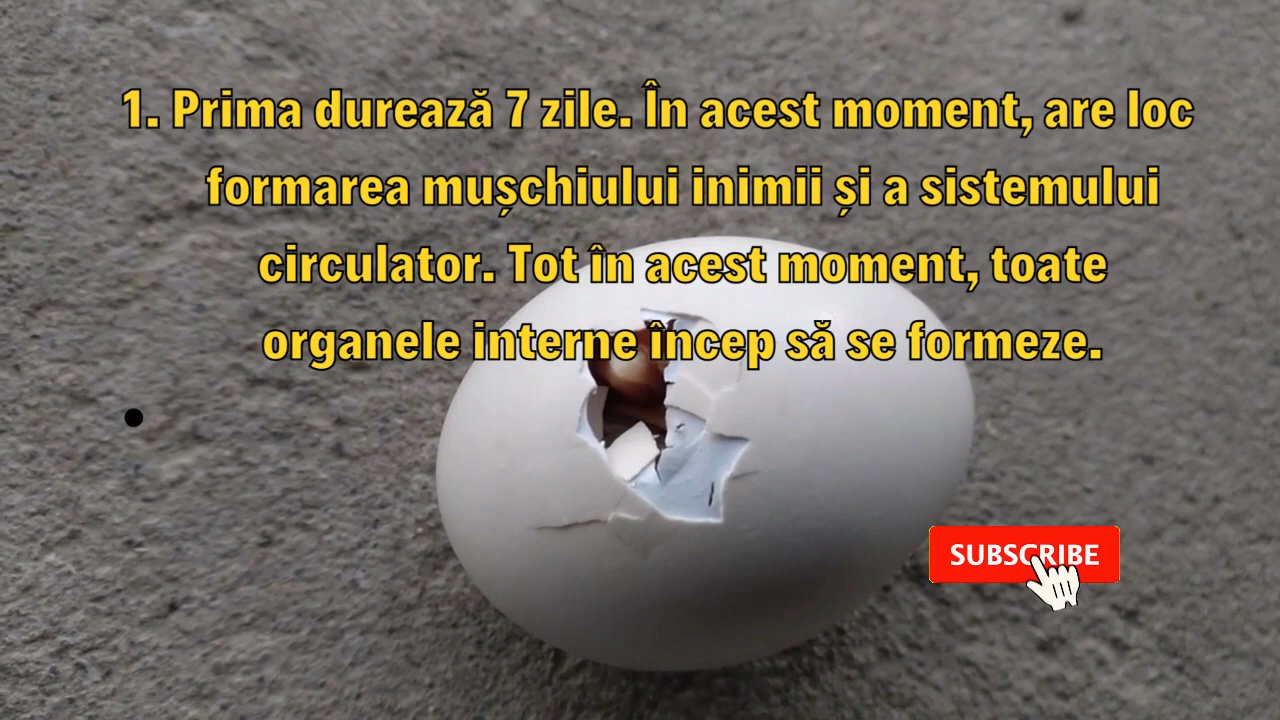 1. Prima durează 7 zile. În acest moment, are loc
formarea mușchiului inimii și a sistemului
circulator. Tot în acest moment, toate
organele interne încep să se formeze.
SUBSCRIBE